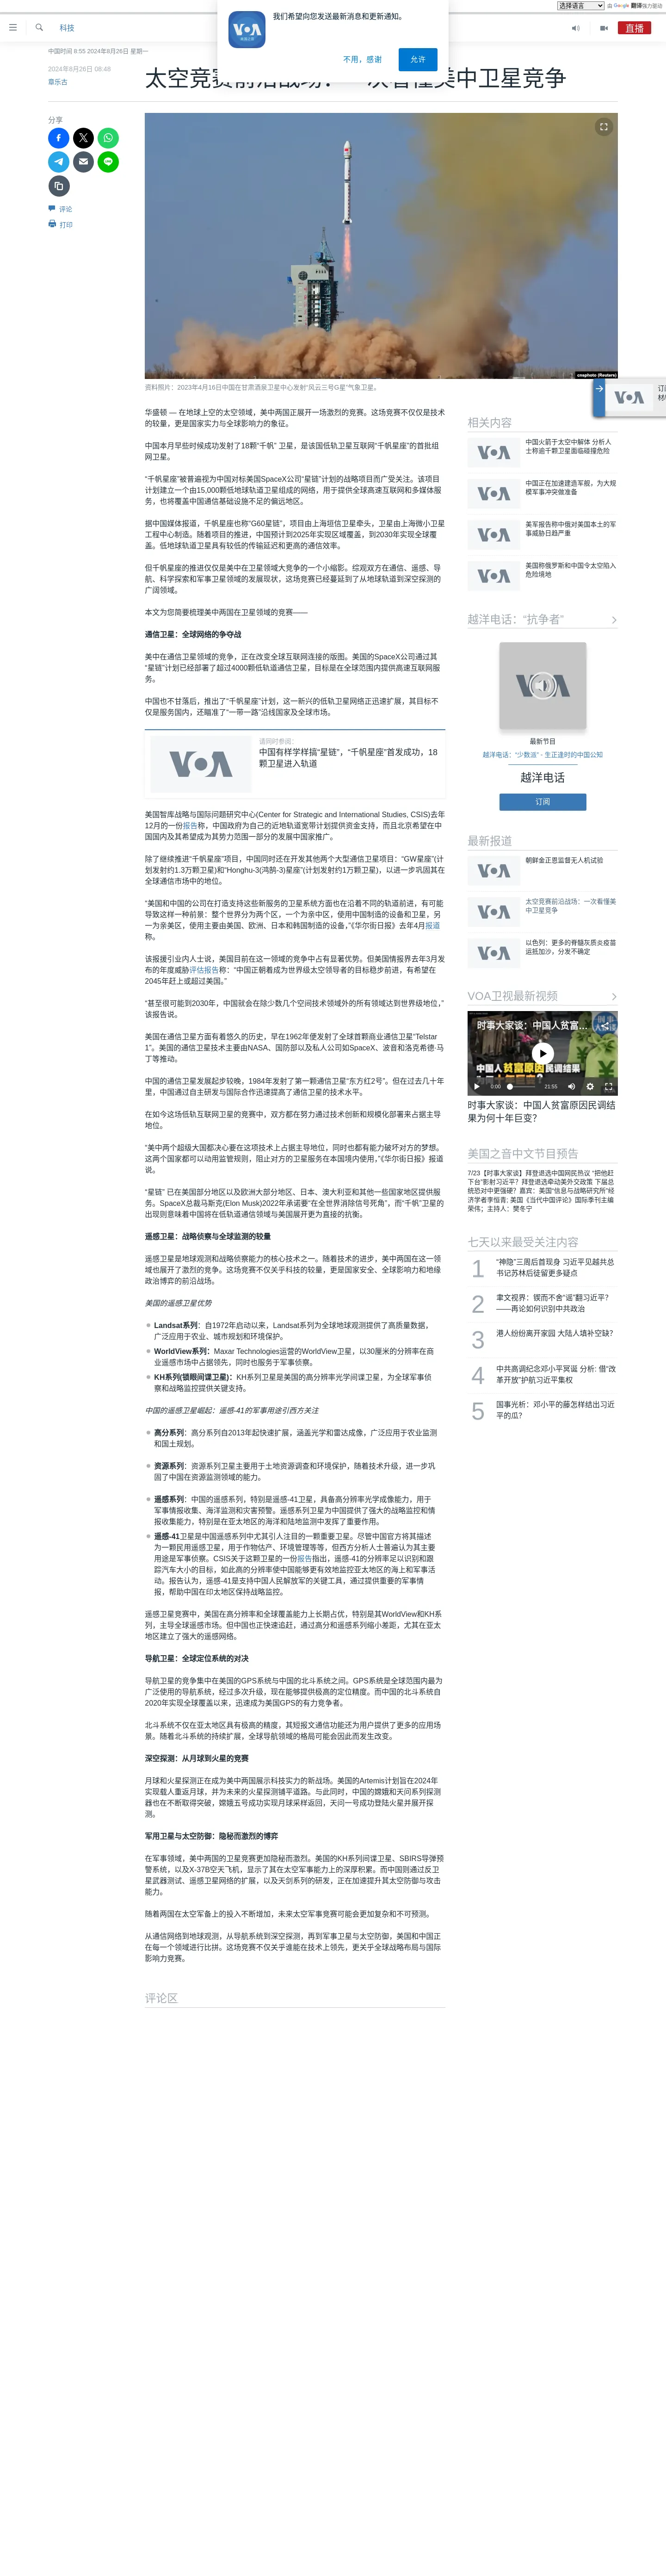 选择语言
由 Google 翻译强力驱动
科技
直播
我们希望向您发送最新消息和更新通知。
不用，感谢
允许
中国时间 8:55 2024年8月26日 星期一
太空竞赛前沿战场：一次看懂美中卫星竞争
2024年8月26日 08:48
章乐古
分享
评论
打印
cnsphoto (Reuters)
资料照片：2023年4月16日中国在甘肃酒泉卫星中心发射“风云三号G星”气象卫星。
华盛顿 — 在地球上空的太空领域，美中两国正展开一场激烈的竞赛。这场竞赛不仅仅是技术
的较量，更是国家实力与全球影响力的象征。
中国本月早些时候成功发射了18颗“千帆” 卫星，是该国低轨卫星互联网“千帆星座”的首批组
网卫星。
“千帆星座”被普遍视为中国对标美国SpaceX公司“星链”计划的战略项目而广受关注。该项目
计划建立一个由15,000颗低地球轨道卫星组成的网络，用于提供全球高速互联网和多媒体服
务，也将覆盖中国通信基础设施不足的偏远地区。
据中国媒体报道，千帆星座也称“G60星链”，项目由上海垣信卫星牵头，卫星由上海微小卫星
工程中心制造。随着项目的推进，中国预计到2025年实现区域覆盖，到2030年实现全球覆
盖。低地球轨道卫星具有较低的传输延迟和更高的通信效率。
但千帆星座的推进仅仅是美中在卫星领域大竞争的一个小缩影。综观双方在通信、遥感、导
航、科学探索和军事卫星领域的发展现状，这场竞赛已经蔓延到了从地球轨道到深空探测的
广阔领域。
本文为您简要梳理美中两国在卫星领域的竞赛——
通信卫星：全球网络的争夺战
美中在通信卫星领域的竞争，正在改变全球互联网连接的版图。美国的SpaceX公司通过其
“星链”计划已经部署了超过4000颗低轨道通信卫星，目标是在全球范围内提供高速互联网服
务。
中国也不甘落后，推出了“千帆星座”计划，这一新兴的低轨卫星网络正迅速扩展，其目标不
仅是服务国内，还瞄准了“一带一路”沿线国家及全球市场。
请同时参阅：
中国有样学样搞“星链”，“千帆星座”首发成功，18
颗卫星进入轨道
美国智库战略与国际问题研究中心(Center for Strategic and International Studies, CSIS)去年
12月的一份报告称，中国政府为自己的近地轨道宽带计划提供资金支持，而且北京希望在中
国国内及其希望成为其势力范围一部分的发展中国家推广。
除了继续推进“千帆星座”项目，中国同时还在开发其他两个大型通信卫星项目：“GW星座”(计
划发射约1.3万颗卫星)和“Honghu-3(鸿鹄-3)星座”(计划发射约1万颗卫星)，以进一步巩固其在
全球通信市场中的地位。
“美国和中国的公司在打造支持这些新服务的卫星系统方面也在沿着不同的轨道前进，有可能
导致这样一种前景：整个世界分为两个区，一个为亲中区，使用中国制造的设备和卫星，另
一为亲美区，使用主要由美国、欧洲、日本和韩国制造的设备，”《华尔街日报》去年4月报道
称。
该报援引业内人士说，美国目前在这一领域的竞争中占有显著优势。但美国情报界去年3月发
布的年度威胁评估报告称：“中国正朝着成为世界级太空领导者的目标稳步前进，有希望在
2045年赶上或超过美国。”
“甚至很可能到2030年，中国就会在除少数几个空间技术领域外的所有领域达到世界级地位，”
该报告说。
美国在通信卫星方面有着悠久的历史，早在1962年便发射了全球首颗商业通信卫星“Telstar
1”。美国的通信卫星技术主要由NASA、国防部以及私人公司如SpaceX、波音和洛克希德·马
丁等推动。
中国的通信卫星发展起步较晚，1984年发射了第一颗通信卫星“东方红2号”。但在过去几十年
里，中国通过自主研发与国际合作迅速提高了通信卫星的技术水平。
在如今这场低轨互联网卫星的竞赛中，双方都在努力通过技术创新和规模化部署来占据主导
地位。
“美中两个超级大国都决心要在这项技术上占据主导地位，同时也都有能力破坏对方的梦想。
这两个国家都可以动用监管规则，阻止对方的卫星服务在本国境内使用，”《华尔街日报》报道
说。
“星链” 已在美国部分地区以及欧洲大部分地区、日本、澳大利亚和其他一些国家地区提供服
务。SpaceX总裁马斯克(Elon Musk)2022年承诺要“在全世界消除信号死角”，而“千帆”卫星的
出现则意味着中国将在低轨道通信领域与美国展开更为直接的抗衡。
遥感卫星：战略侦察与全球监测的较量
遥感卫星是地球观测和战略侦察能力的核心技术之一。随着技术的进步，美中两国在这一领
域也展开了激烈的竞争。这场竞赛不仅关乎科技的较量，更是国家安全、全球影响力和地缘
政治博弈的前沿战场。
美国的遥感卫星优势
Landsat系列：自1972年启动以来，Landsat系列为全球地球观测提供了高质量数据，
广泛应用于农业、城市规划和环境保护。
WorldView系列：Maxar Technologies运营的WorldView卫星，以30厘米的分辨率在商
业遥感市场中占据领先，同时也服务于军事侦察。
KH系列(锁眼间谍卫星)：KH系列卫星是美国的高分辨率光学间谍卫星，为全球军事侦
察和战略监控提供关键支持。
中国的遥感卫星崛起：遥感-41的军事用途引西方关注
高分系列：高分系列自2013年起快速扩展，涵盖光学和雷达成像，广泛应用于农业监测
和国土规划。
资源系列：资源系列卫星主要用于土地资源调查和环境保护，随着技术升级，进一步巩
固了中国在资源监测领域的能力。
遥感系列：中国的遥感系列，特别是遥感-41卫星，具备高分辨率光学成像能力，用于
军事情报收集、海洋监测和灾害预警。遥感系列卫星为中国提供了强大的战略监控和情
报收集能力，特别是在亚太地区的海洋和陆地监测中发挥了重要作用。
遥感-41卫星是中国遥感系列中尤其引人注目的一颗重要卫星。尽管中国官方将其描述
为一颗民用遥感卫星，用于作物估产、环境管理等等，但西方分析人士普遍认为其主要
用途是军事侦察。CSIS关于这颗卫星的一份报告指出，遥感-41的分辨率足以识别和跟
踪汽车大小的目标，如此高的分辨率使中国能够更有效地监控亚太地区的海上和军事活
动。报告认为，遥感-41是支持中国人民解放军的关键工具，通过提供重要的军事情
报，帮助中国在印太地区保持战略监控。
遥感卫星竞赛中，美国在高分辨率和全球覆盖能力上长期占优，特别是其WorldView和KH系
列，主导全球遥感市场。但中国也正快速追赶，通过高分和遥感系列缩小差距，尤其在亚太
地区建立了强大的遥感网络。
导航卫星：全球定位系统的对决
导航卫星的竞争集中在美国的GPS系统与中国的北斗系统之间。GPS系统是全球范围内最为
广泛使用的导航系统，经过多次升级，现在能够提供极高的定位精度。而中国的北斗系统自
2020年实现全球覆盖以来，迅速成为美国GPS的有力竞争者。
北斗系统不仅在亚太地区具有极高的精度，其短报文通信功能还为用户提供了更多的应用场
景。随着北斗系统的持续扩展，全球导航领域的格局可能会因此而发生改变。
深空探测：从月球到火星的竞赛
月球和火星探测正在成为美中两国展示科技实力的新战场。美国的Artemis计划旨在2024年
实现载人重返月球，并为未来的火星探测铺平道路。与此同时，中国的嫦娥和天问系列探测
器也在不断取得突破，嫦娥五号成功实现月球采样返回，天问一号成功登陆火星并展开探
测。
军用卫星与太空防御：隐秘而激烈的博弈
在军事领域，美中两国的卫星竞赛更加隐秘而激烈。美国的KH系列间谍卫星、SBIRS导弹预
警系统，以及X-37B空天飞机，显示了其在太空军事能力上的深厚积累。而中国则通过反卫
星武器测试、遥感卫星网络的扩展，以及天剑系列的研发，正在加速提升其太空防御与攻击
能力。
随着两国在太空军备上的投入不断增加，未来太空军事竞赛可能会更加复杂和不可预测。
从通信网络到地球观测，从导航系统到深空探测，再到军事卫星与太空防御，美国和中国正
在每一个领域进行比拼。这场竞赛不仅关乎谁能在技术上领先，更关乎全球战略布局与国际
影响力竞赛。
评论区
相关内容
中国火箭于太空中解体 分析人
士称逾千颗卫星面临碰撞危险
中国正在加速建造军舰，为大规
模军事冲突做准备
美军报告称中俄对美国本土的军
事威胁日趋严重
美国称俄罗斯和中国令太空陷入
危险境地
越洋电话：“抗争者”
最新节目
越洋电话：“少数派” - 生正逢时的中国公知
越洋电话
订阅
最新报道
朝鲜金正恩监督无人机试验
太空竞赛前沿战场：一次看懂美
中卫星竞争
以色列：更多的脊髓灰质炎疫苗
运抵加沙，分发不确定
VOA卫视最新视频
时事大家谈：中国人贫富...
中国人贫富原因民调结果
0:00
21:55
时事大家谈：中国人贫富原因民调结
果为何十年巨变？
美国之音中文节目预告
7/23【时事大家谈】拜登退选中国网民热议 “把他赶
下台”影射习近平？拜登退选牵动美外交政策 下届总
统恐对中更强硬？嘉宾：美国“信息与战略研究所”经
济学者李恒青; 美国《当代中国评论》国际季刊主编
荣伟；主持人：樊冬宁
七天以来最受关注内容
1 “神隐”三周后首现身 习近平见越共总
书记苏林后徒留更多疑点
2 聿文视界：锲而不舍“谣”翻习近平？
——再论如何识别中共政治
3 港人纷纷离开家园 大陆人填补空缺？
4 中共高调纪念邓小平冥诞 分析: 借“改
革开放”护航习近平集权
5 国事光析：邓小平的藤怎样结出习近
平的瓜？